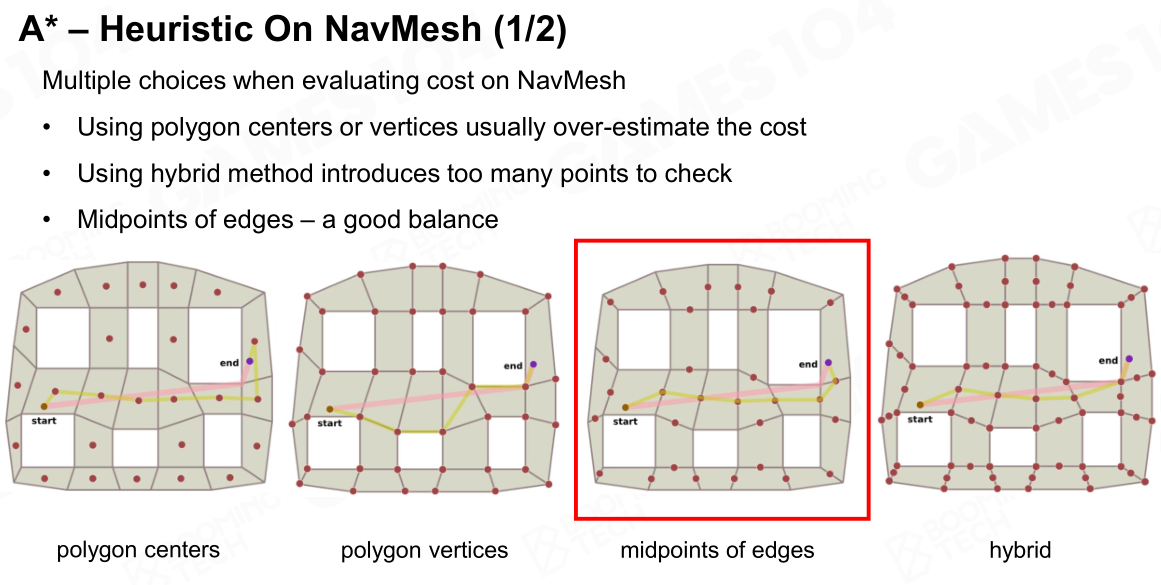 A* – Heuristic On NavMesh (1/2)
Multiple choices when evaluating cost on NavMesh
• Using polygon centers or vertices usually over-estimate the cost
• Using hybrid method introduces too many points to check
• Midpoints of edges – a good balance
end
start
end
start
end
start
end
start
polygon centers
polygon vertices
midpoints of edges
hybrid
GAMES104
BOOMING
TECH